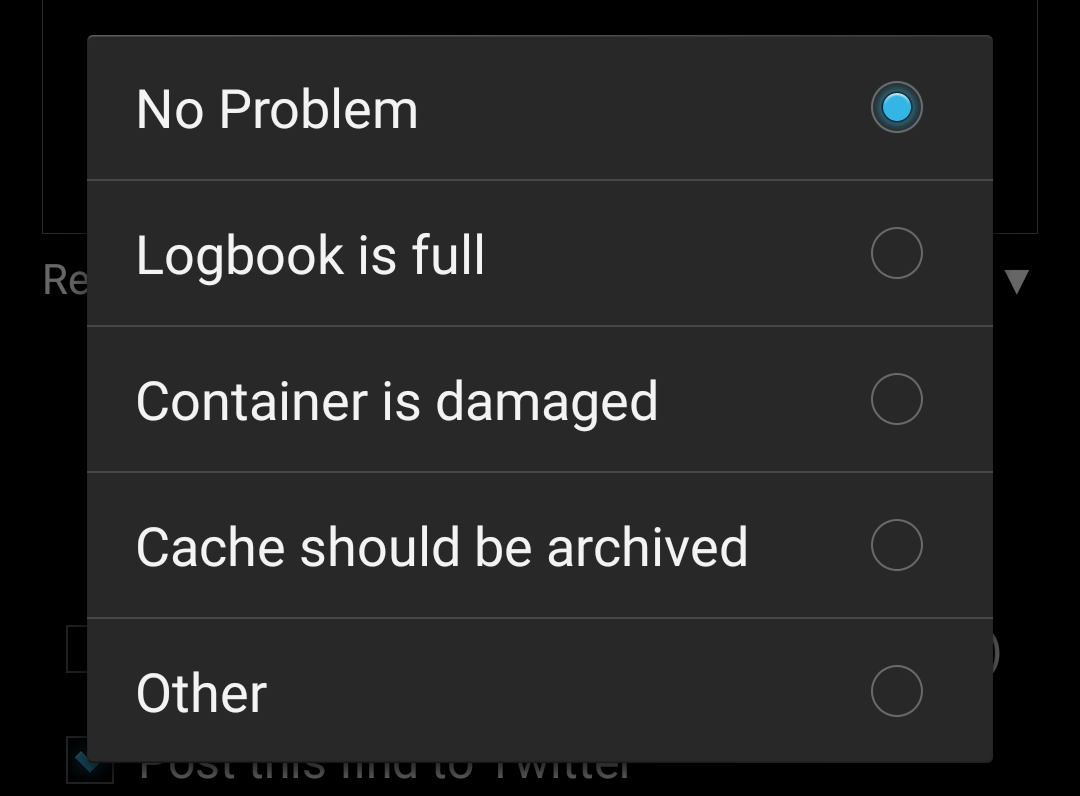 No Problem
Logbook is full
Re
Container is damaged
Cache should be archived
Other
Post this find to Twitter